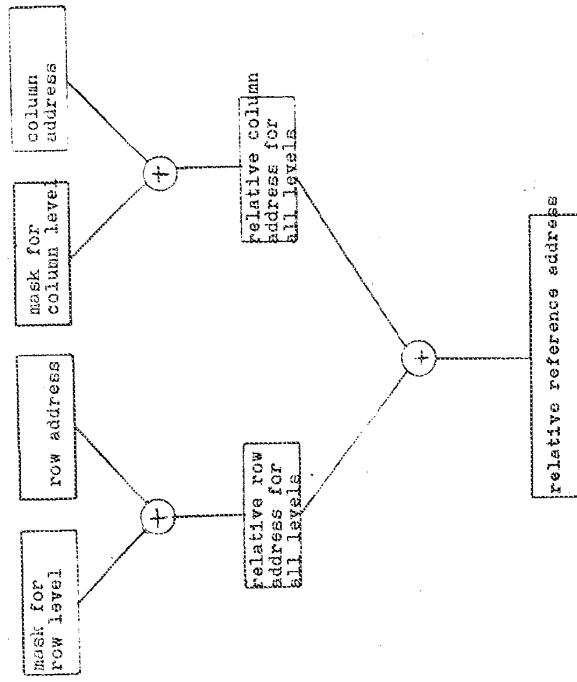 mask for
row level
row address
mask for
column level
column
address
+
+
relative row
address for
all levels
relative column
address for
all levels
+
relative reference address